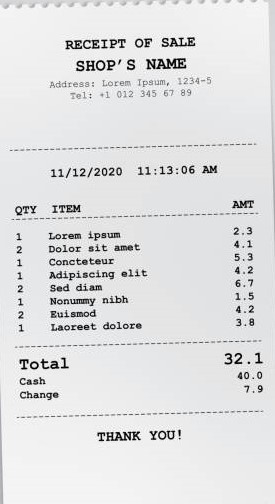 RECEIPT OF SALE
SHOP'S NAME
Address: Lorem Ipsum, 1234-5
Tel: +1 012 345 67 89
11/12/2020 11:13:06 AM
QTY ITEM AMT
1 Lorem ipsum 2.3
2 Dolor sit amet 4.1
1 Concteteur 5.3
1 Adipiscing elit 4.2
2 Sed diam 6.7
1 Nonummy nibh 1.5
2 Euismod 4.2
1 Laoreet dolore 3.8
Total 32.1
Cash 40.0
Change 7.9
THANK YOU!